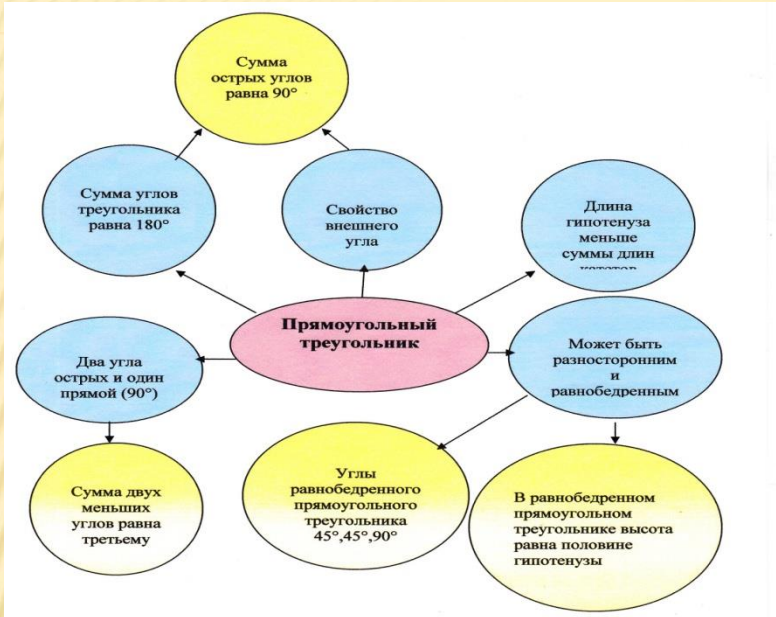 Сумма
острых углов
равна 90°
Сумма углов
треугольника
равна 180°
Свойство
внешнего
угла
Длина
гипотенуза
меньше
суммы длин
Прямоугольный
треугольник
Два угла
острых и один
прямой (90°)
Может быть
разносторонним
и
равнобедренным
Сумма двух
меньших
углов равна
третьему
Углы
равнобедренного
прямоугольного
треугольника
45°,45°,90°
В равнобедренном
прямоугольном
треугольнике высота
равна половине
гипотенузы